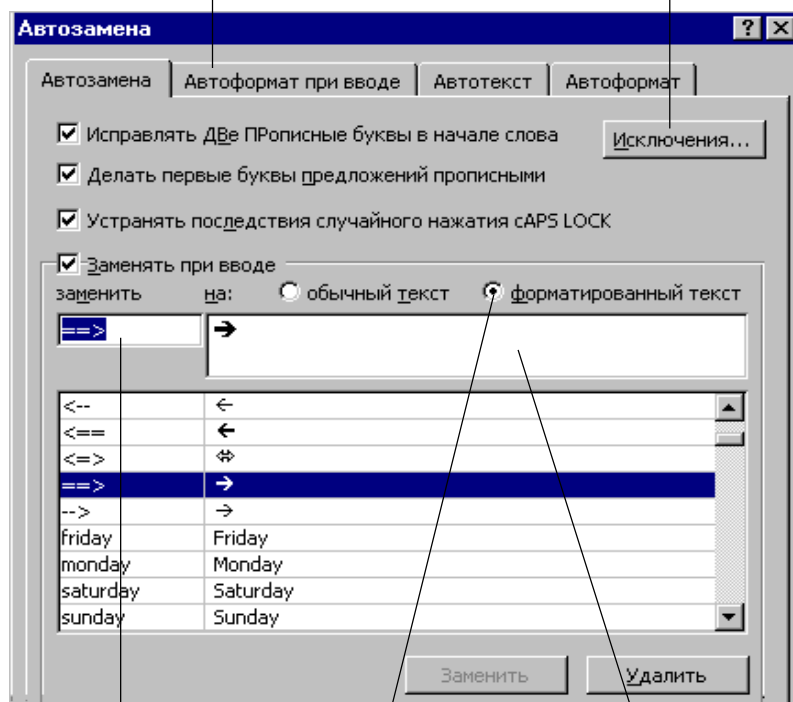 Автозамена
Автозамена Автоформат при вводе Автотекст Автоформат
Исправлять ДВе ПРописные буквы в начале слова Исключения...
Делать первые буквы предложений прописными
Устранять последствия случайного нажатия cAPS LOCK
Заменять при вводе
заменить на: обычный текст форматированный текст
==> →
<-- ←
<== ←
<=> ⇔
==> →
--> →
friday Friday
monday Monday
saturday Saturday
sunday Sunday
Заменить Удалить